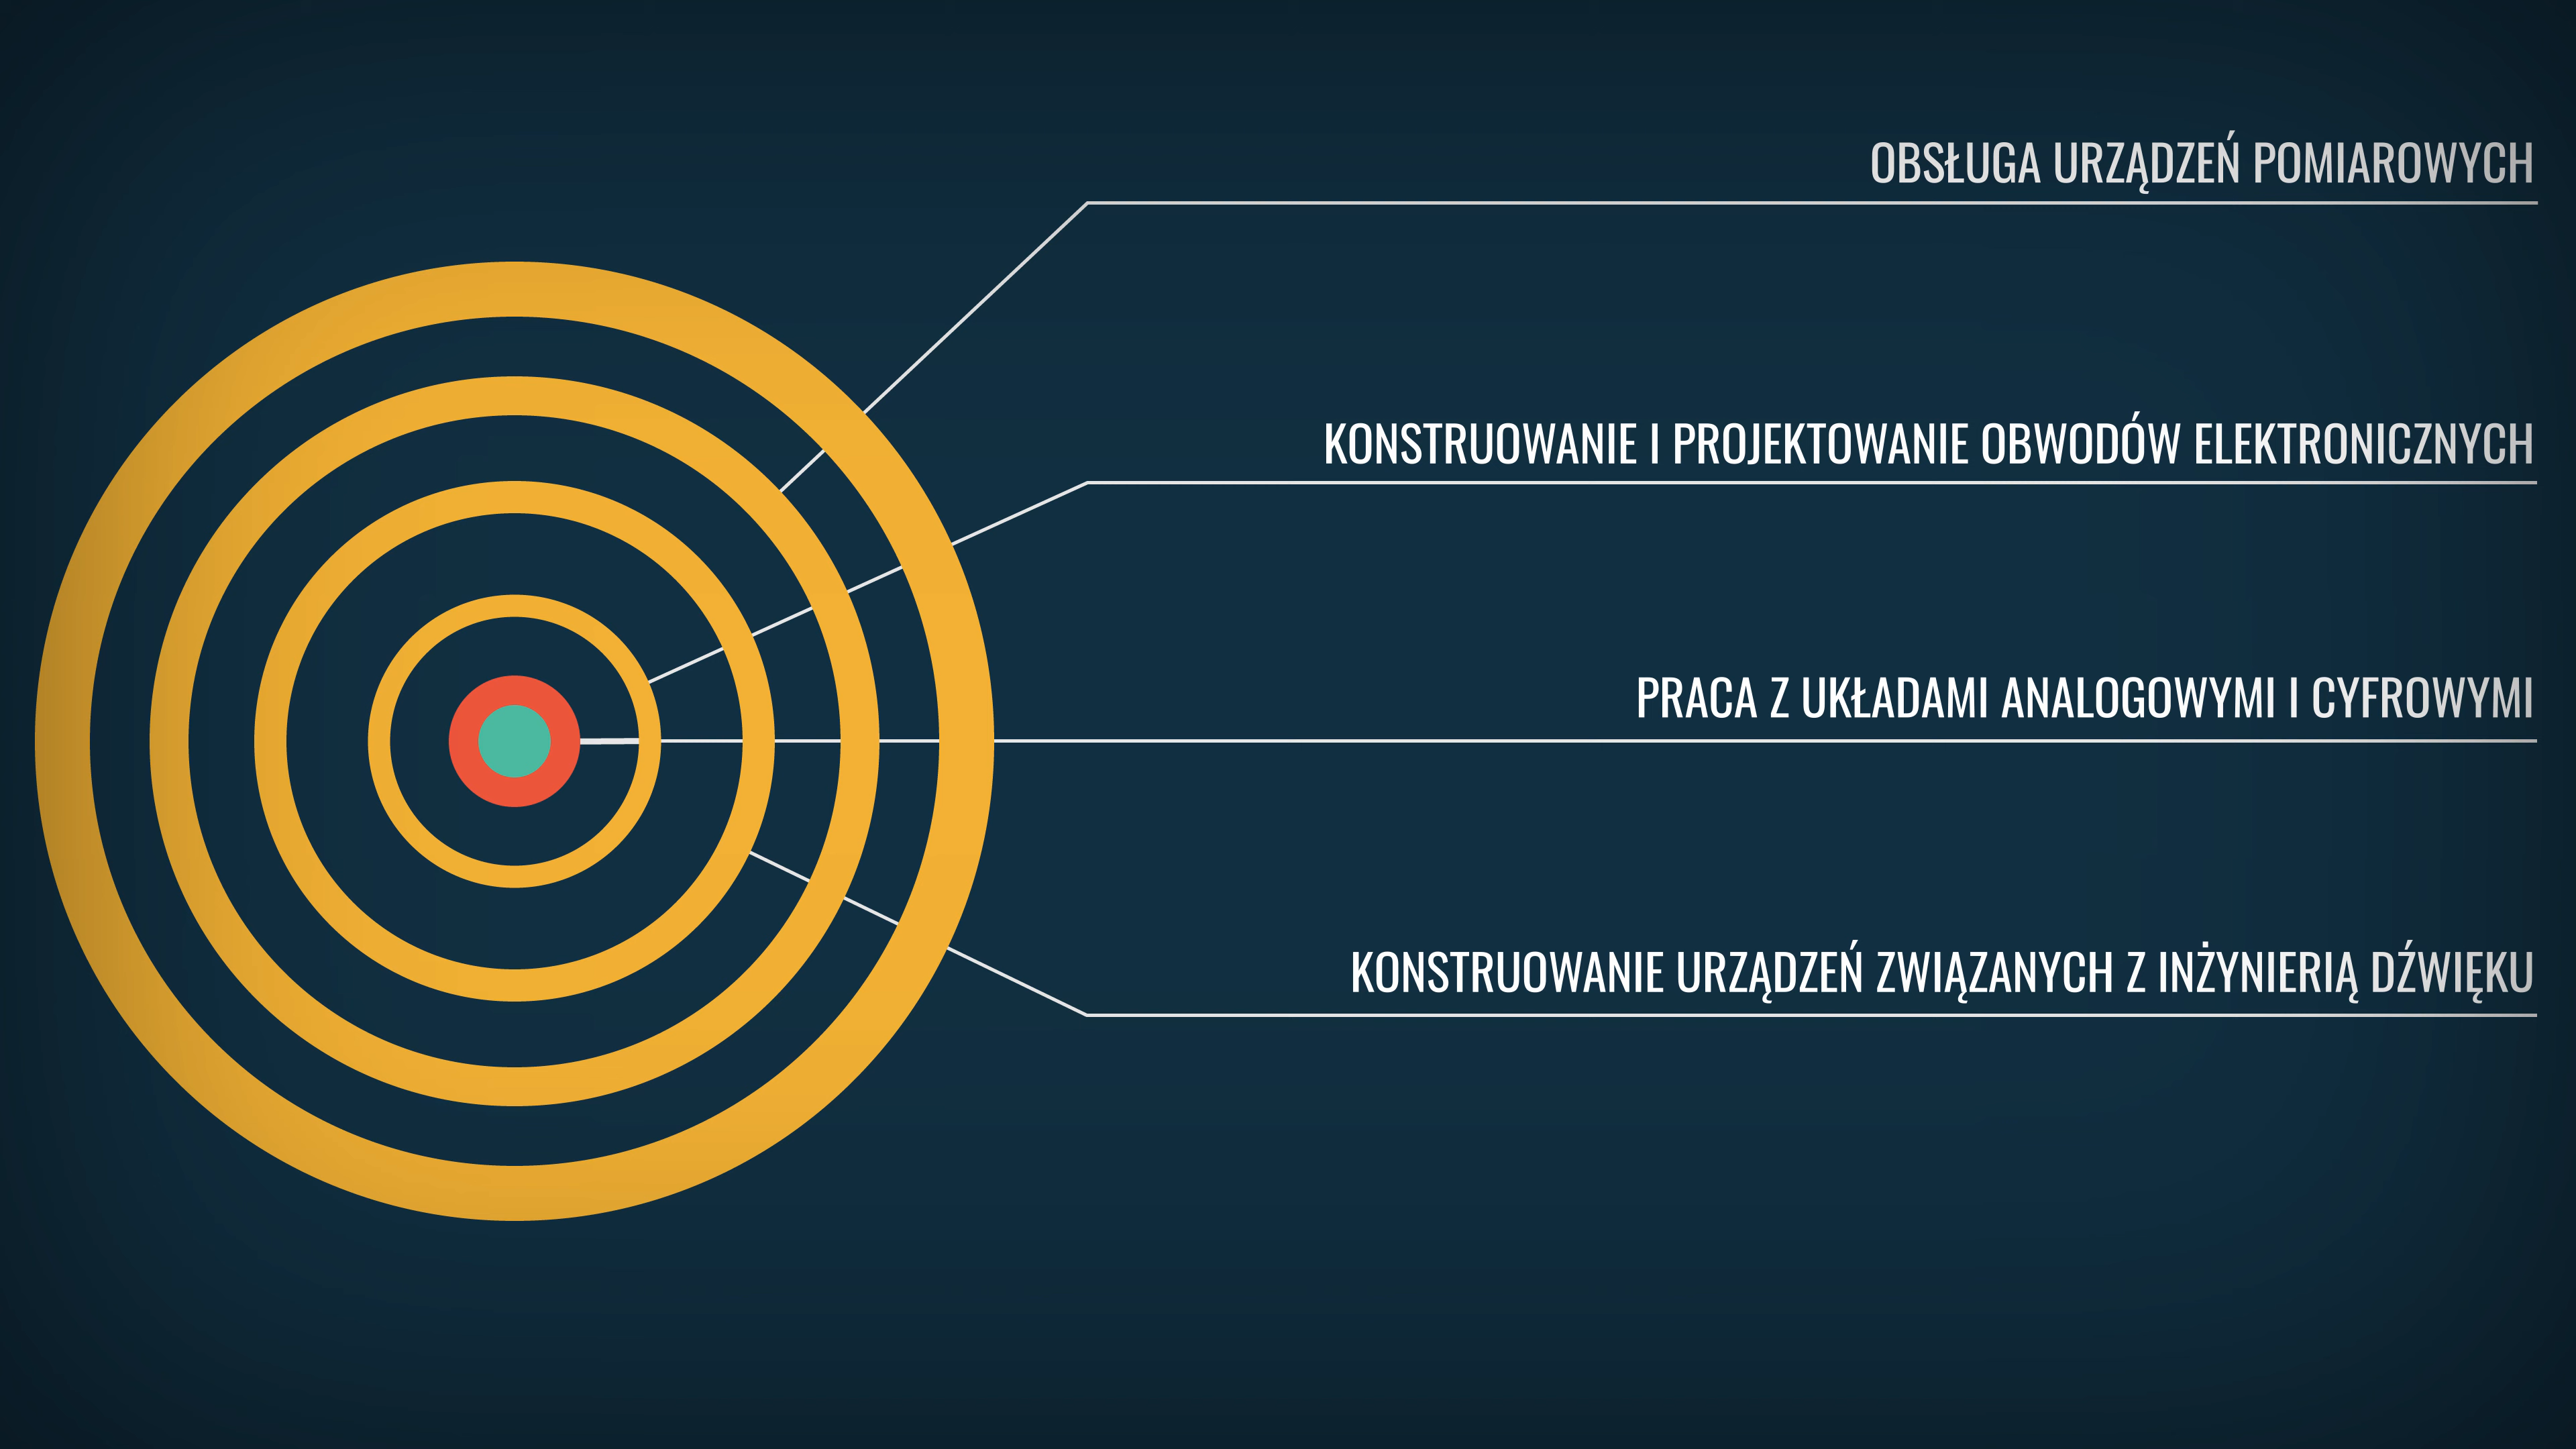 OBSŁUGA URZĄDZEŃ POMIAROWYCH
KONSTRUOWANIE I PROJEKTOWANIE OBWODÓW ELEKTRONICZNYCH
PRACA Z UKŁADAMI ANALOGOWYMI I CYFROWYMI
KONSTRUOWANIE URZĄDZEŃ ZWIĄZANYCH Z INŻYNIERIĄ DŹWIĘKU